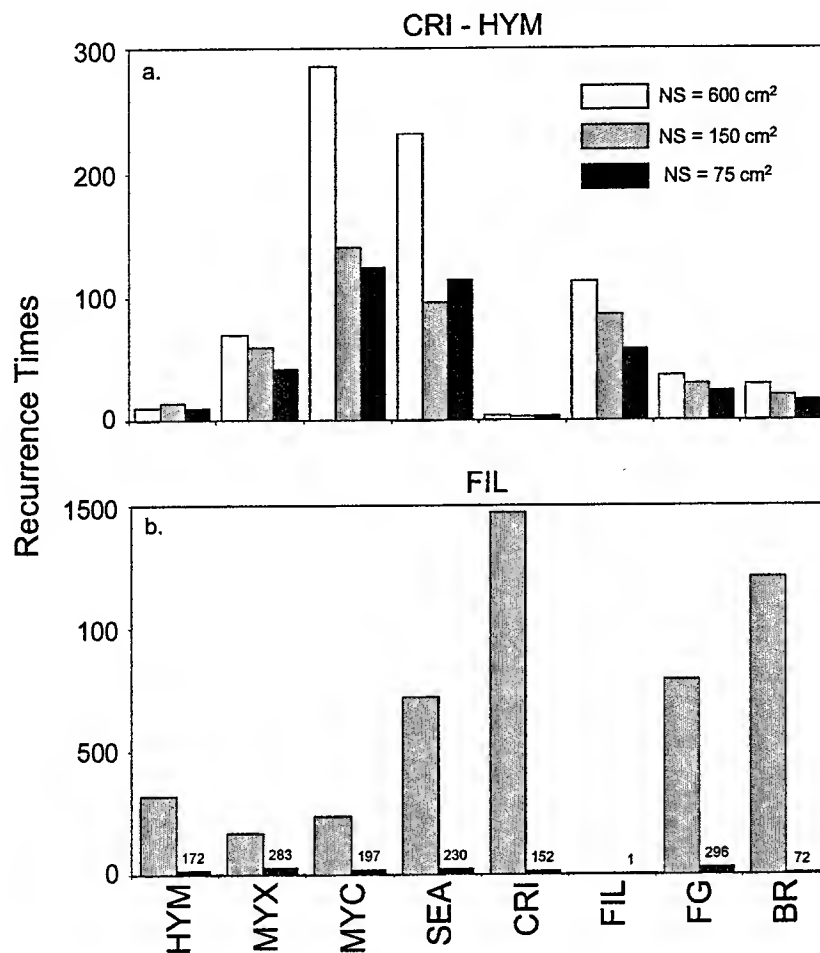 CRI - HYM
300
a.
NS = 600 cm²
NS = 150 cm²
NS = 75 cm²
200
100
0
Recurrence Times
FIL
1500
b.
100
500
0
172
283
197
230
152
1
296
72
HYM
MYX
MYC
SEA
CRI
FIL
FG
BR